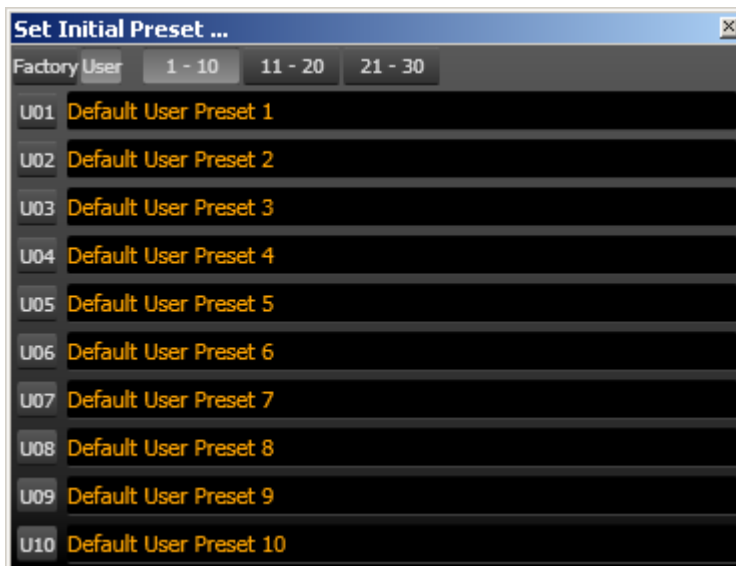 Set Initial Preset ...
Factory User 1 - 10 11 - 20 21 - 30
U01 Default User Preset 1
U02 Default User Preset 2
U03 Default User Preset 3
U04 Default User Preset 4
U05 Default User Preset 5
U06 Default User Preset 6
U07 Default User Preset 7
U08 Default User Preset 8
U09 Default User Preset 9
U10 Default User Preset 10